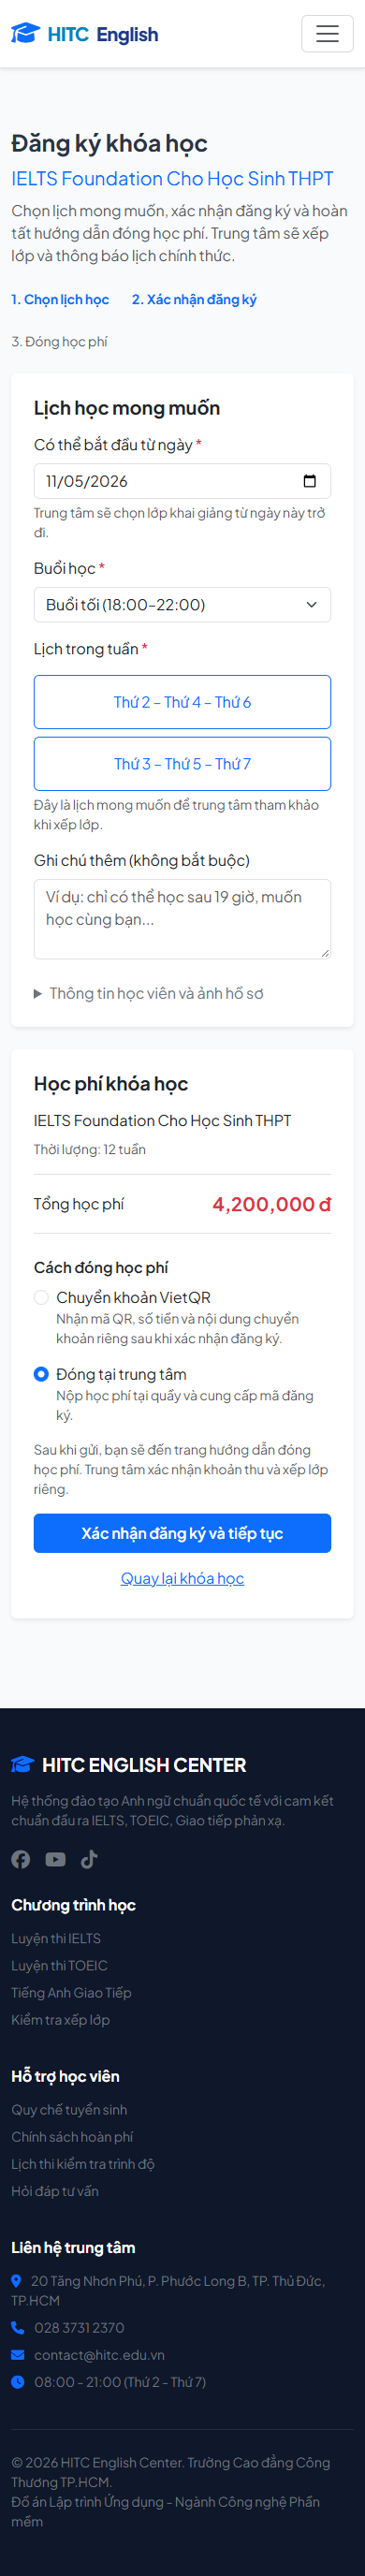 HITC English
Đăng ký khóa học
IELTS Foundation Cho Học Sinh THPT
Chọn lịch mong muốn, xác nhận đăng ký và hoàn
tất hướng dẫn đóng học phí. Trung tâm sẽ xếp
lớp và thông báo lịch chính thức.
1. Chọn lịch học 2. Xác nhận đăng ký
3. Đóng học phí
Lịch học mong muốn
Có thể bắt đầu từ ngày *
11/05/2026
Trung tâm sẽ chọn lớp khai giảng từ ngày này trở
đi.
Buổi học *
Buổi tối (18:00–22:00)
Lịch trong tuần *
Thứ 2 – Thứ 4 – Thứ 6
Thứ 3 – Thứ 5 – Thứ 7
Đây là lịch mong muốn để trung tâm tham khảo
khi xếp lớp.
Ghi chú thêm (không bắt buộc)
Ví dụ: chỉ có thể học sau 19 giờ, muốn
học cùng bạn...
Thông tin học viên và ảnh hồ sơ
Học phí khóa học
IELTS Foundation Cho Học Sinh THPT
Thời lượng: 12 tuần
Tổng học phí 4,200,000 đ
Cách đóng học phí
Chuyển khoản VietQR
Nhận mã QR, số tiền và nội dung chuyển
khoản riêng sau khi xác nhận đăng ký.
Đóng tại trung tâm
Nộp học phí tại quầy và cung cấp mã đăng
ký.
Sau khi gửi, bạn sẽ đến trang hướng dẫn đóng
học phí. Trung tâm xác nhận khoản thu và xếp lớp
riêng.
Xác nhận đăng ký và tiếp tục
Quay lại khóa học
HITC ENGLISH CENTER
Hệ thống đào tạo Anh ngữ chuẩn quốc tế với cam kết
chuẩn đầu ra IELTS, TOEIC, Giao tiếp phản xạ.
Chương trình học
Luyện thi IELTS
Luyện thi TOEIC
Tiếng Anh Giao Tiếp
Kiểm tra xếp lớp
Hỗ trợ học viên
Quy chế tuyển sinh
Chính sách hoàn phí
Lịch thi kiểm tra trình độ
Hỏi đáp tư vấn
Liên hệ trung tâm
20 Tăng Nhơn Phú, P. Phước Long B, TP. Thủ Đức,
TP.HCM
028 3731 2370
contact@hitc.edu.vn
08:00 - 21:00 (Thứ 2 - Thứ 7)
© 2026 HITC English Center. Trường Cao đẳng Công
Thương TP.HCM.
Đồ án Lập trình Ứng dụng - Ngành Công nghệ Phần
mềm